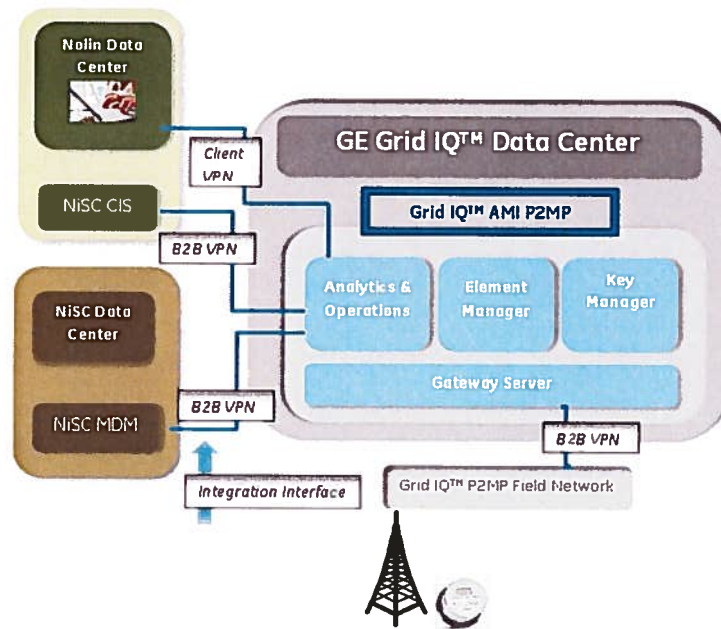 Nolin Data
Center
NiSC CIS
Client
VPN
B2B VPN
GE Grid IQ™ Data Center
Grid IQ™ AMI P2MP
Analytics &
Operations
Element
Manager
Key
Manager
Gateway Server
NiSC Data
Center
NiSC MDM
B2B VPN
Integration Interface
B2B VPN
Grid IQ™ P2MP Field Network